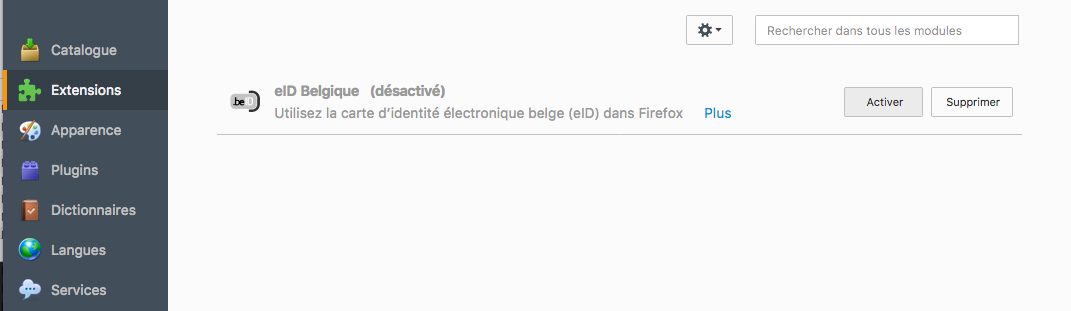 Rechercher dans tous les modules
Catalogue
Extensions
Apparence
Plugins
Dictionnaires
Langues
Services
.be
eID Belgique (désactivé)
Utilisez la carte d’identité électronique belge (eID) dans Firefox Plus
Activer
Supprimer